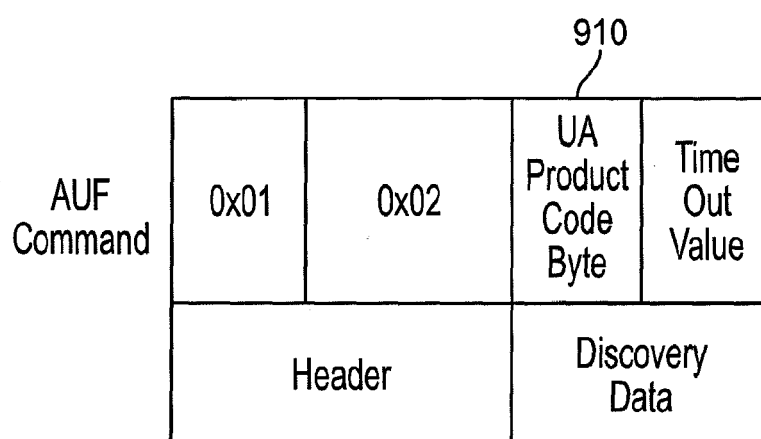 910
AUF
Command
0x01
0x02
UA
Product
Code
Byte
Time
Out
Value
Header
Discovery
Data